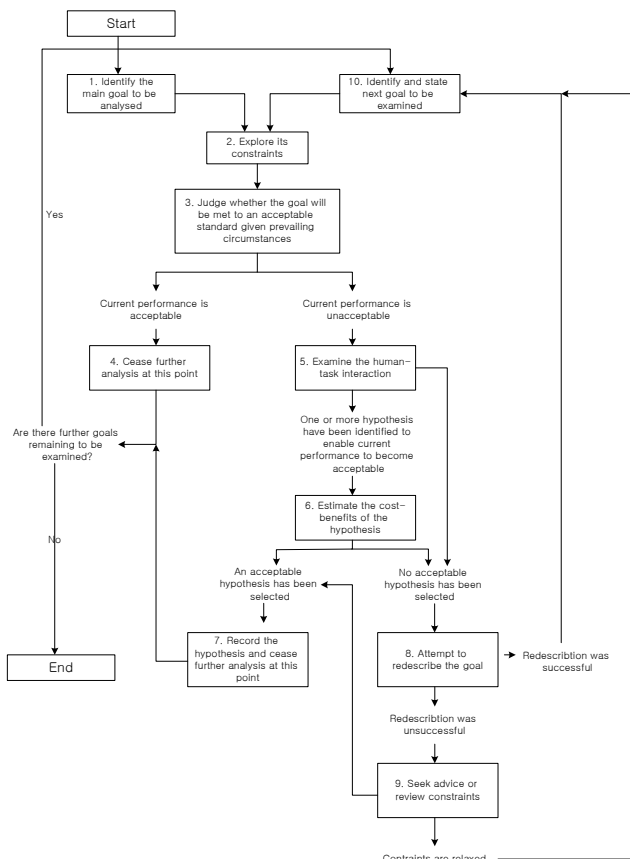 Start
1. Identify the
main goal to be
analysed
10. Identify and state
next goal to be
examined
2. Explore its
constraints
3. Judge whether the goal will
be met to an acceptable
standard given prevailing
circumstances
Yes
Current performance is
acceptable
Current performance is
unacceptable
4. Cease further
analysis at this point
5. Examine the human-
task interaction
Are there further goals
remaining to be
examined?
One or more hypothesis
have been identified to
enable current
performance to become
acceptable
6. Estimate the cost-
benefits of the
hypothesis
No
An acceptable
hypothesis has been
selected
No acceptable
hypothesis has been
selected
7. Record the
hypothesis and cease
further analysis at this
point
8. Attempt to
redescribe the goal
Redescribtion was
successful
End
Redescribtion was
unsuccessful
9. Seek advice or
review constraints
Contraints are relaxed